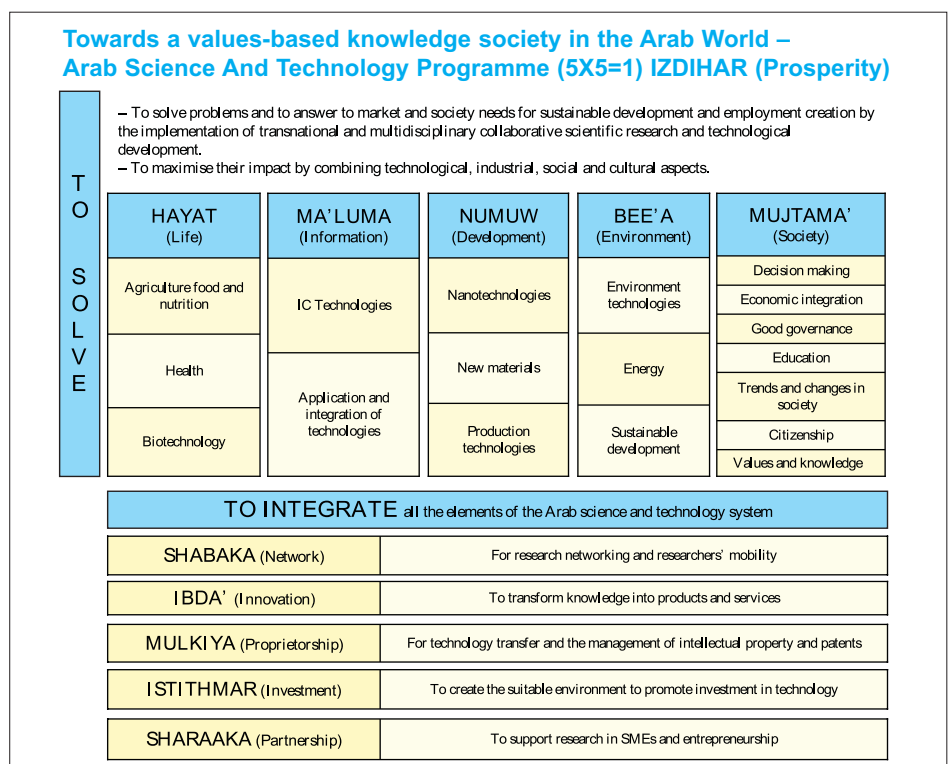 Towards a values-based knowledge society in the Arab World –
Arab Science And Technology Programme (5X5=1) IZDIHAR (Prosperity)
TO SOLVE
– To solve problems and to answer to market and society needs for sustainable development and employment creation by
the implementation of transnational and multidisciplinary collaborative scientific research and technological
development.
– To maximise their impact by combining technological, industrial, social and cultural aspects.
HAYAT
(Life)
Agriculture food and
nutrition
Health
Biotechnology
MA'LUMA
(Information)
IC Technologies
Application and
integration of
technologies
NUMUW
(Development)
Nanotechnologies
New materials
Production
technologies
BEE'A
(Environment)
Environment
technologies
Energy
Sustainable
development
MUJTAMA'
(Society)
Decision making
Economic integration
Good governance
Education
Trends and changes in
society
Citizenship
Values and knowledge
TO INTEGRATE all the elements of the Arab science and technology system
SHABAKA (Network)
For research networking and researchers' mobility
IBDA' (Innovation)
To transform knowledge into products and services
MULKIYA (Proprietorship)
For technology transfer and the management of intellectual property and patents
ISTITHMAR (Investment)
To create the suitable environment to promote investment in technology
SHARAAKA (Partnership)
To support research in SMEs and entrepreneurship